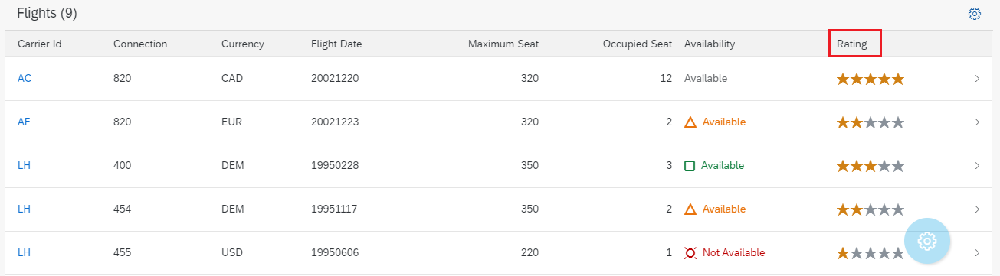 Flights (9)
Carrier Id Connection Currency Flight Date Maximum Seat Occupied Seat Availability Rating
AC 820 CAD 20021220 320 12 Available
AF 820 EUR 20021223 320 2 Available
LH 400 DEM 19950228 350 3 Available
LH 454 DEM 19951117 350 2 Available
LH 455 USD 19950606 220 1 Not Available